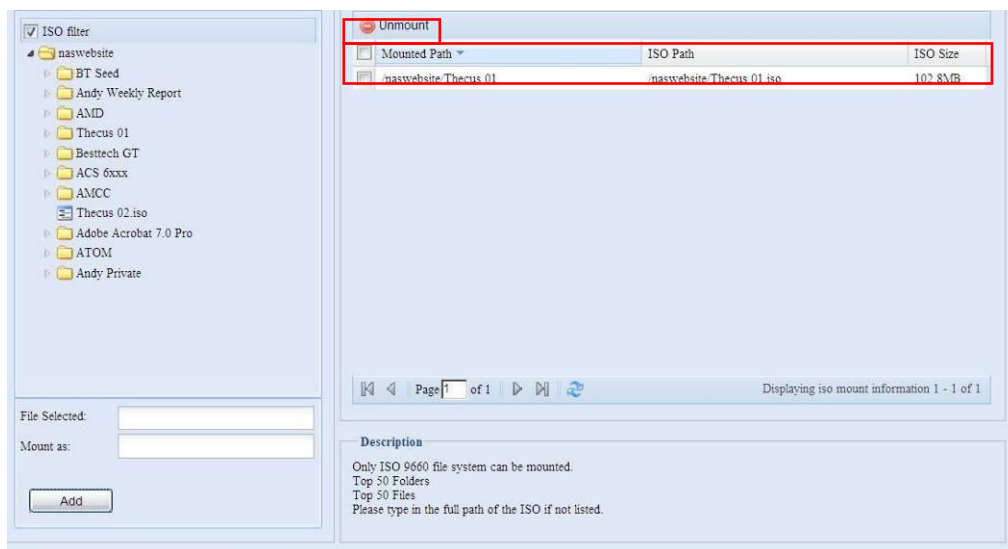 ISO filter
naswebsite
BT Seed
Andy Weekly Report
AMD
Thecus 01
Besttech GT
ACS 6xxx
AMCC
Thecus 02.iso
Adobe Acrobat 7.0 Pro
ATOM
Andy Private
File Selected:
Mount as:
Add
Unmount
Mounted Path ISO Path ISO Size
/naswebsite/Thecus 01 /naswebsite/Thecus 01.iso 102.8MB
Page 1 of 1 Displaying iso mount information 1 - 1 of 1
Description
Only ISO 9660 file system can be mounted.
Top 50 Folders
Top 50 Files
Please type in the full path of the ISO if not listed.